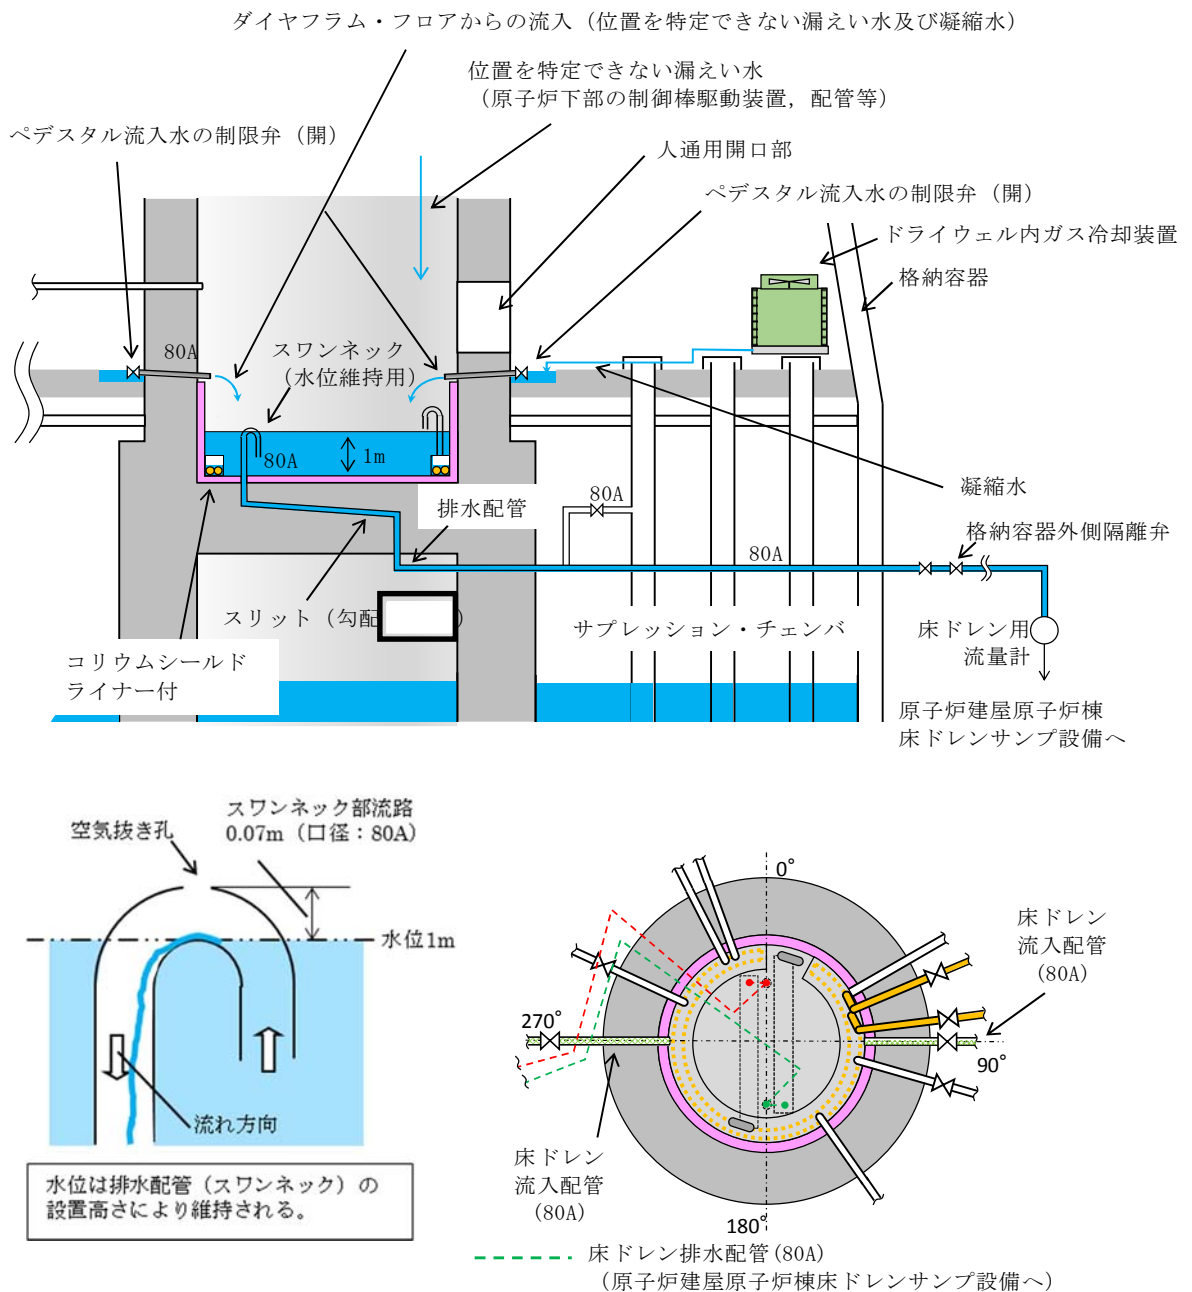 ダイヤフラム・フロアからの流入（位置を特定できない漏えい水及び凝縮水）
位置を特定できない漏えい水
（原子炉下部の制御棒駆動装置，配管等）
ペデスタル流入水の制限弁（開）
人通用開口部
ペデスタル流入水の制限弁（開）
ドライウェル内ガス冷却装置
格納容器
80A
スワンネック
（水位維持用）
80A
1m
排水配管
80A
凝縮水
格納容器外側隔離弁
80A
スリット（勾配
）
サプレッション・チェンバ
床ドレン用
流量計
コリウムシールド
ライナー付
原子炉建屋原子炉棟
床ドレンサンプ設備へ
スワンネック部流路
0.07m（口径：80A）
空気抜き孔
水位1m
流れ方向
水位は排水配管（スワンネック）の
設置高さにより維持される。
0°
床ドレン
流入配管
(80A)
270°
90°
床ドレン
流入配管
(80A)
180°
床ドレン排水配管(80A)
（原子炉建屋原子炉棟床ドレンサンプ設備へ）